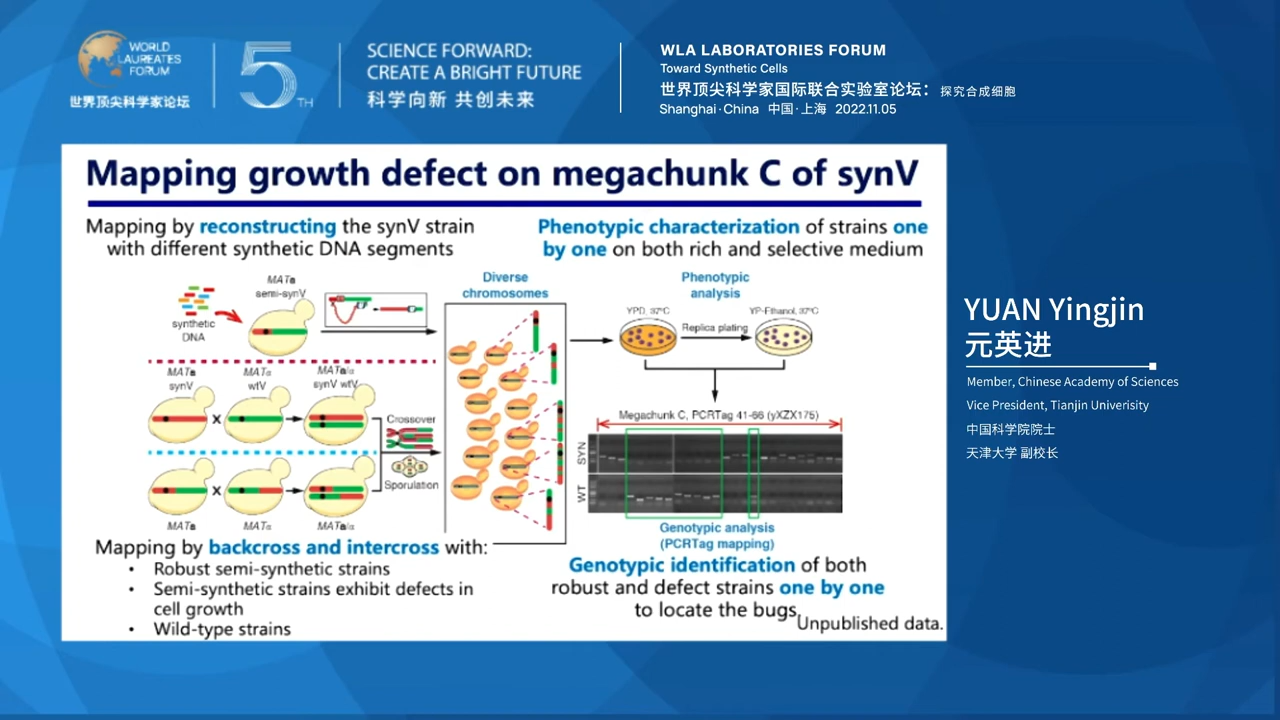 WORLD
LAUREATES
FORUM
世界顶尖科学家论坛
5TH
SCIENCE FORWARD:
CREATE A BRIGHT FUTURE
科学向新 共创未来
WLA LABORATORIES FORUM
Toward Synthetic Cells
世界顶尖科学家国际联合实验室论坛：探究合成细胞
Shanghai·China 中国·上海 2022.11.05
Mapping growth defect on megachunk C of synV
Mapping by reconstructing the synV strain
with different synthetic DNA segments
Phenotypic characterization of strains one
by one on both rich and selective medium
synthetic
DNA
MATa
semi-synV
Diverse
chromosomes
Phenotypic
analysis
YPD, 37°C
Replica plating
YP-Ethanol, 37°C
MATa
synV
MATα
wtV
MATa/α
synV wtV
X
Crossover
Sporulation
X
MATa
MATα
MATa/α
Megachunk C, PCRTag 41-66 (yXZX175)
SYN
WT
Genotypic analysis
(PCRTag mapping)
Mapping by backcross and intercross with:
• Robust semi-synthetic strains
• Semi-synthetic strains exhibit defects in
cell growth
• Wild-type strains
Genotypic identification of both
robust and defect strains one by one
to locate the bugs.
Unpublished data.
YUAN Yingjin
元英进
Member, Chinese Academy of Sciences
Vice President, Tianjin Univerisity
中国科学院院士
天津大学 副校长